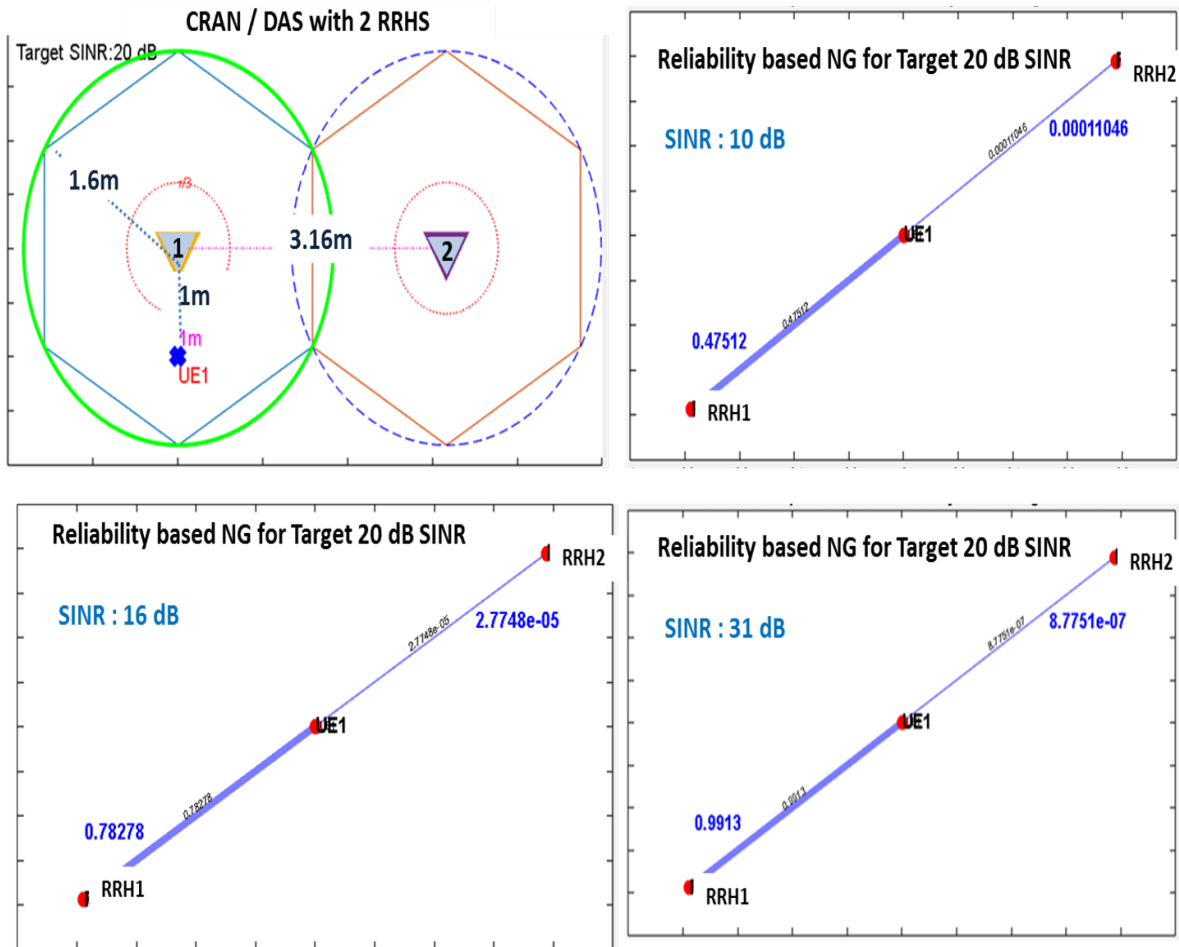 CRAN / DAS with 2 RRHS
Target SINR:20 dB
1.6m
r/3
1
3.16m
2
1m
1m
UE1
Reliability based NG for Target 20 dB SINR
RRH2
SINR : 10 dB
0.00011046
0.00011046
UE1
0.47512
0.47512
RRH1
Reliability based NG for Target 20 dB SINR
RRH2
SINR : 16 dB
2.7748e-05
2.7748e-05
UE1
0.78278
0.78278
RRH1
Reliability based NG for Target 20 dB SINR
RRH2
SINR : 31 dB
8.7751e-07
8.7751e-07
UE1
0.9913
0.9913
RRH1